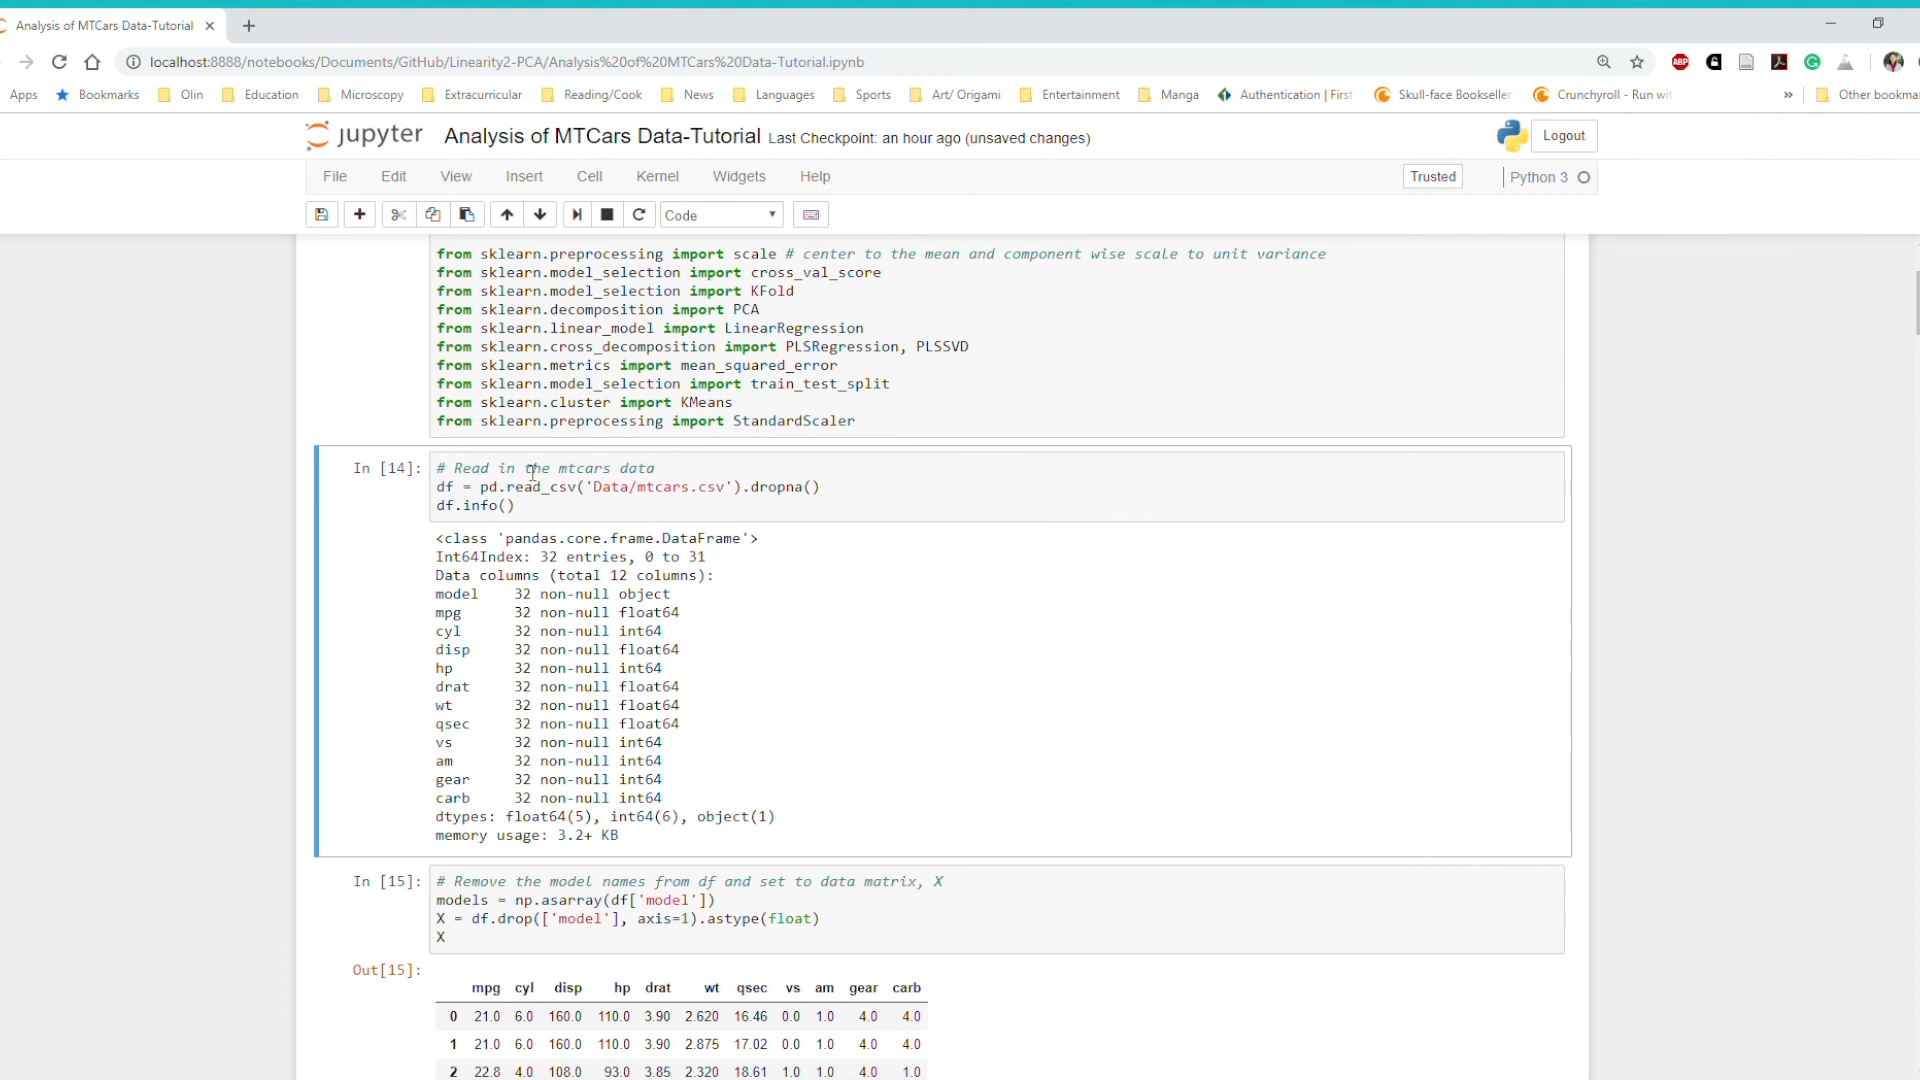 Analysis of MTCars Data-Tutorial
localhost:8888/notebooks/Documents/GitHub/Linearity2-PCA/Analysis%20of%20MTCars%20Data-Tutorial.ipynb
ABP
Apps Bookmarks Olin Education Microscopy Extracurricular Reading/Cook News Languages Sports Art/ Origami Entertainment Manga Authentication | First Skull-face Bookseller Crunchyroll - Run wit » Other bookma
jupyter Analysis of MTCars Data-Tutorial Last Checkpoint: an hour ago (unsaved changes) Logout
File Edit View Insert Cell Kernel Widgets Help Trusted Python 3
Code
from sklearn.preprocessing import scale # center to the mean and component wise scale to unit variance
from sklearn.model_selection import cross_val_score
from sklearn.model_selection import KFold
from sklearn.decomposition import PCA
from sklearn.linear_model import LinearRegression
from sklearn.cross_decomposition import PLSRegression, PLSSVD
from sklearn.metrics import mean_squared_error
from sklearn.model_selection import train_test_split
from sklearn.cluster import KMeans
from sklearn.preprocessing import StandardScaler
In [14]: # Read in the mtcars data
df = pd.read_csv('Data/mtcars.csv').dropna()
df.info()
<class 'pandas.core.frame.DataFrame'>
Int64Index: 32 entries, 0 to 31
Data columns (total 12 columns):
model 32 non-null object
mpg 32 non-null float64
cyl 32 non-null int64
disp 32 non-null float64
hp 32 non-null int64
drat 32 non-null float64
wt 32 non-null float64
qsec 32 non-null float64
vs 32 non-null int64
am 32 non-null int64
gear 32 non-null int64
carb 32 non-null int64
dtypes: float64(5), int64(6), object(1)
memory usage: 3.2+ KB
In [15]: # Remove the model names from df and set to data matrix, X
models = np.asarray(df['model'])
X = df.drop(['model'], axis=1).astype(float)
X
Out[15]:
mpg cyl disp hp drat wt qsec vs am gear carb
0 21.0 6.0 160.0 110.0 3.90 2.620 16.46 0.0 1.0 4.0 4.0
1 21.0 6.0 160.0 110.0 3.90 2.875 17.02 0.0 1.0 4.0 4.0
2 22.8 4.0 108.0 93.0 3.85 2.320 18.61 1.0 1.0 4.0 1.0